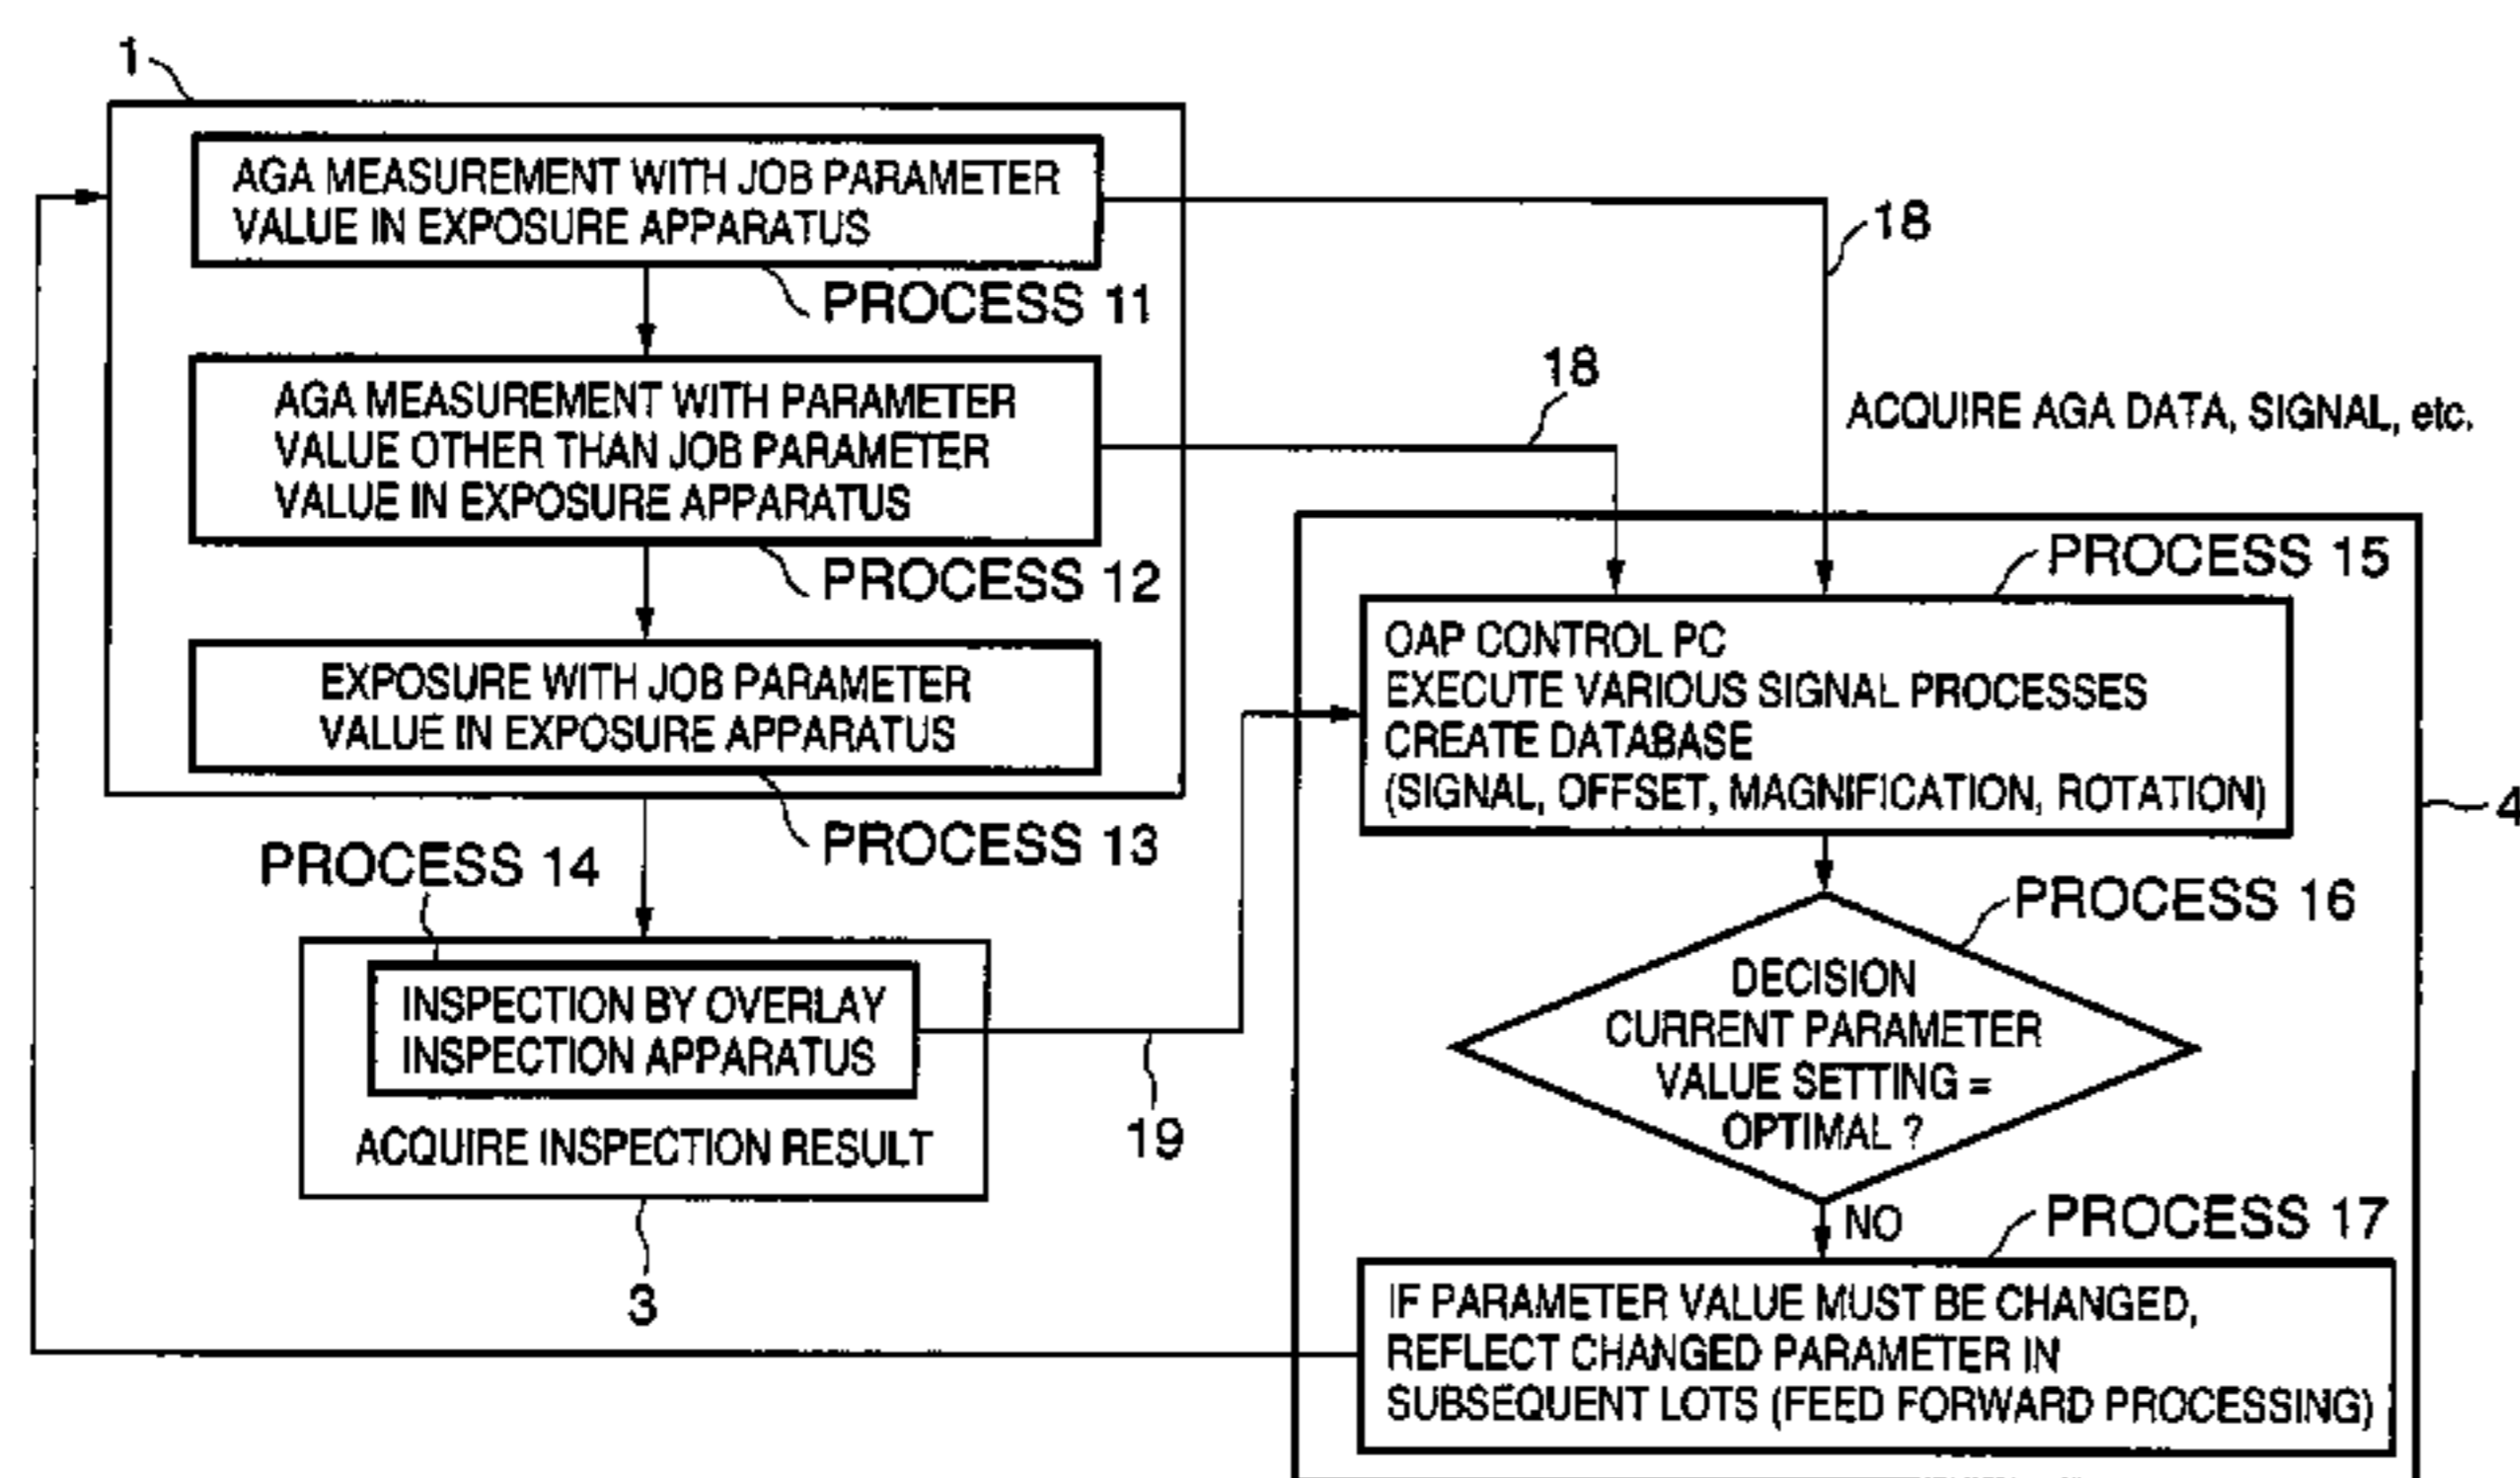 1
AGA MEASUREMENT WITH JOB PARAMETER
VALUE IN EXPOSURE APPARATUS
PROCESS 11
18
AGA MEASUREMENT WITH PARAMETER
VALUE OTHER THAN JOB PARAMETER
VALUE IN EXPOSURE APPARATUS
PROCESS 12
18
ACQUIRE AGA DATA, SIGNAL, etc.
EXPOSURE WITH JOB PARAMETER
VALUE IN EXPOSURE APPARATUS
PROCESS 13
PROCESS 14
INSPECTION BY OVERLAY
INSPECTION APPARATUS
ACQUIRE INSPECTION RESULT
3
19
PROCESS 15
OAP CONTROL PC
EXECUTE VARIOUS SIGNAL PROCESSES
CREATE DATABASE
(SIGNAL, OFFSET, MAGNIFICATION, ROTATION)
4
PROCESS 16
DECISION
CURRENT PARAMETER
VALUE SETTING =
OPTIMAL ?
NO
PROCESS 17
IF PARAMETER VALUE MUST BE CHANGED,
REFLECT CHANGED PARAMETER IN
SUBSEQUENT LOTS (FEED FORWARD PROCESSING)